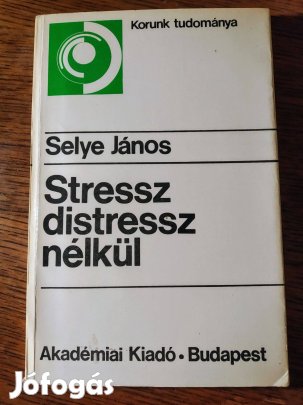 Korunk tudománya
Selye János
Stressz
distressz
nélkül
Akadémiai Kiadó • Budapest
Jófogás